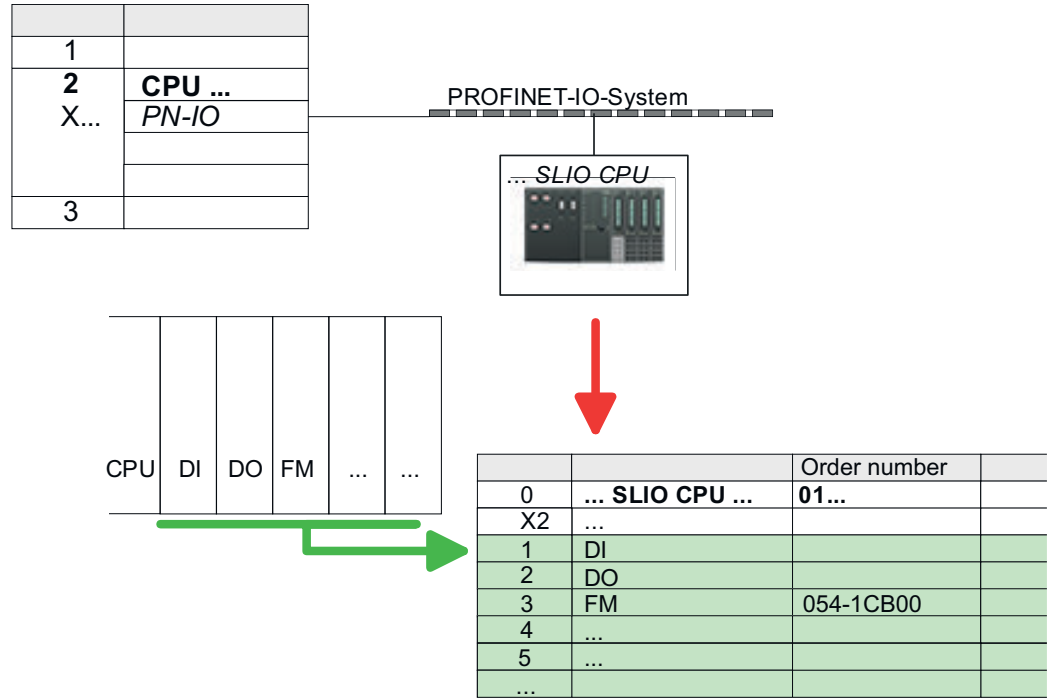 1
2 CPU ...
X... PN-IO
3
PROFINET-IO-System
... SLIO CPU
CPU DI DO FM ... ...
Order number
0 ... SLIO CPU ... 01...
X2 ...
1 DI
2 DO
3 FM 054-1CB00
4 ...
5 ...
...